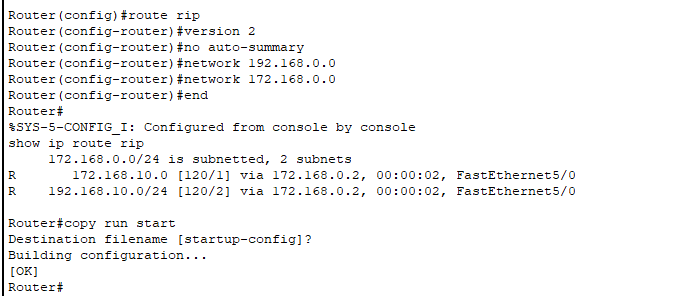 Router(config)#route rip
Router(config-router)#version 2
Router(config-router)#no auto-summary
Router(config-router)#network 192.168.0.0
Router(config-router)#network 172.168.0.0
Router(config-router)#end
Router#
%SYS-5-CONFIG_I: Configured from console by console
show ip route rip
     172.168.0.0/24 is subnetted, 2 subnets
R       172.168.10.0 [120/1] via 172.168.0.2, 00:00:02, FastEthernet5/0
R    192.168.10.0/24 [120/2] via 172.168.0.2, 00:00:02, FastEthernet5/0

Router#copy run start
Destination filename [startup-config]?
Building configuration...
[OK]
Router#